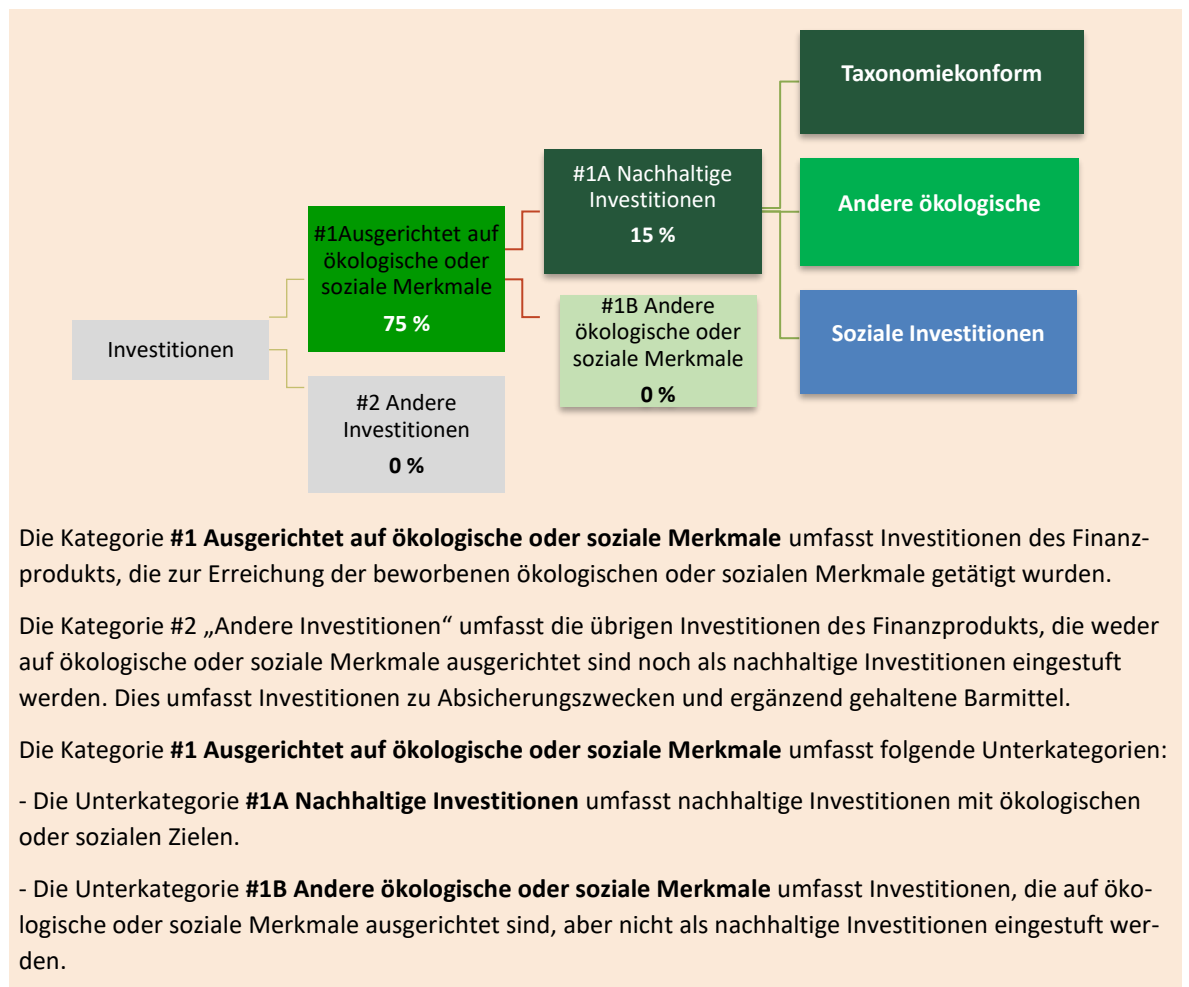 Taxonomiekonform
#1A Nachhaltige
Investitionen
15 %
Andere ökologische
#1Ausgerichtet auf
ökologische oder
soziale Merkmale
75 %
#1B Andere
ökologische oder
soziale Merkmale
0 %
Soziale Investitionen
Investitionen
#2 Andere
Investitionen
0 %
Die Kategorie #1 Ausgerichtet auf ökologische oder soziale Merkmale umfasst Investitionen des Finanz-
produkts, die zur Erreichung der beworbenen ökologischen oder sozialen Merkmale getätigt wurden.
Die Kategorie #2 „Andere Investitionen“ umfasst die übrigen Investitionen des Finanzprodukts, die weder
auf ökologische oder soziale Merkmale ausgerichtet sind noch als nachhaltige Investitionen eingestuft
werden. Dies umfasst Investitionen zu Absicherungszwecken und ergänzend gehaltene Barmittel.
Die Kategorie #1 Ausgerichtet auf ökologische oder soziale Merkmale umfasst folgende Unterkategorien:
- Die Unterkategorie #1A Nachhaltige Investitionen umfasst nachhaltige Investitionen mit ökologischen
oder sozialen Zielen.
- Die Unterkategorie #1B Andere ökologische oder soziale Merkmale umfasst Investitionen, die auf öko-
logische oder soziale Merkmale ausgerichtet sind, aber nicht als nachhaltige Investitionen eingestuft wer-
den.